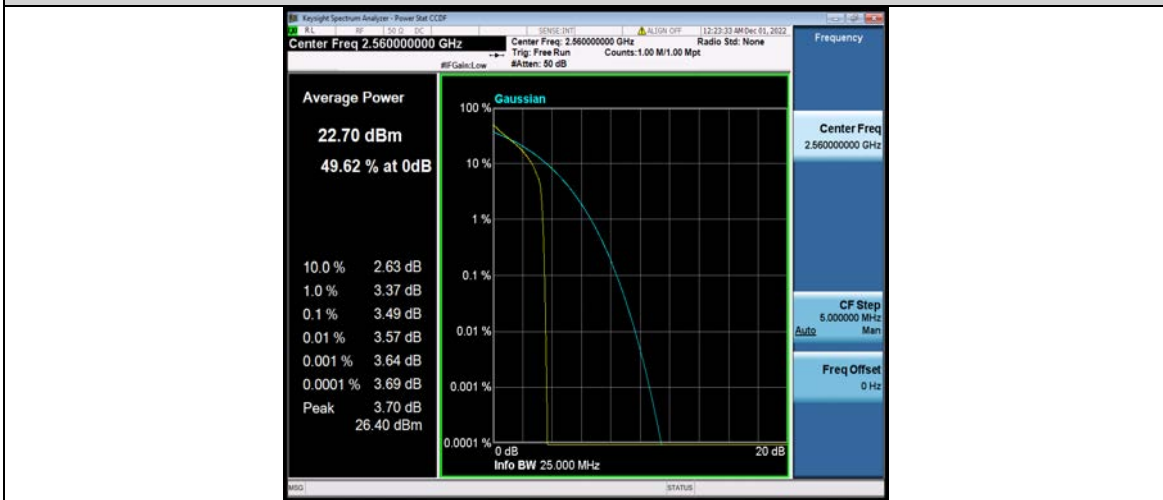 Keysight Spectrum Analyzer - Power Stat CCDF
RL RF 50 Ω DC SENSE:INT ALIGN OFF 12:23:33 AM Dec 01, 2022
Center Freq 2.560000000 GHz
Center Freq: 2.560000000 GHz Radio Std: None
Trig: Free Run Counts:1.00 M/1.00 Mpt
#IFGain:Low #Atten: 50 dB
Frequency
Average Power
22.70 dBm
49.62 % at 0dB
10.0 % 2.63 dB
1.0 % 3.37 dB
0.1 % 3.49 dB
0.01 % 3.57 dB
0.001 % 3.64 dB
0.0001 % 3.69 dB
Peak 3.70 dB
26.40 dBm
Gaussian
100 %
10 %
1 %
0.1 %
0.01 %
0.001 %
0.0001 %
0 dB 20 dB
Info BW 25.000 MHz
Center Freq
2.560000000 GHz
CF Step
5.000000 MHz
Auto Man
Freq Offset
0 Hz
MSG STATUS